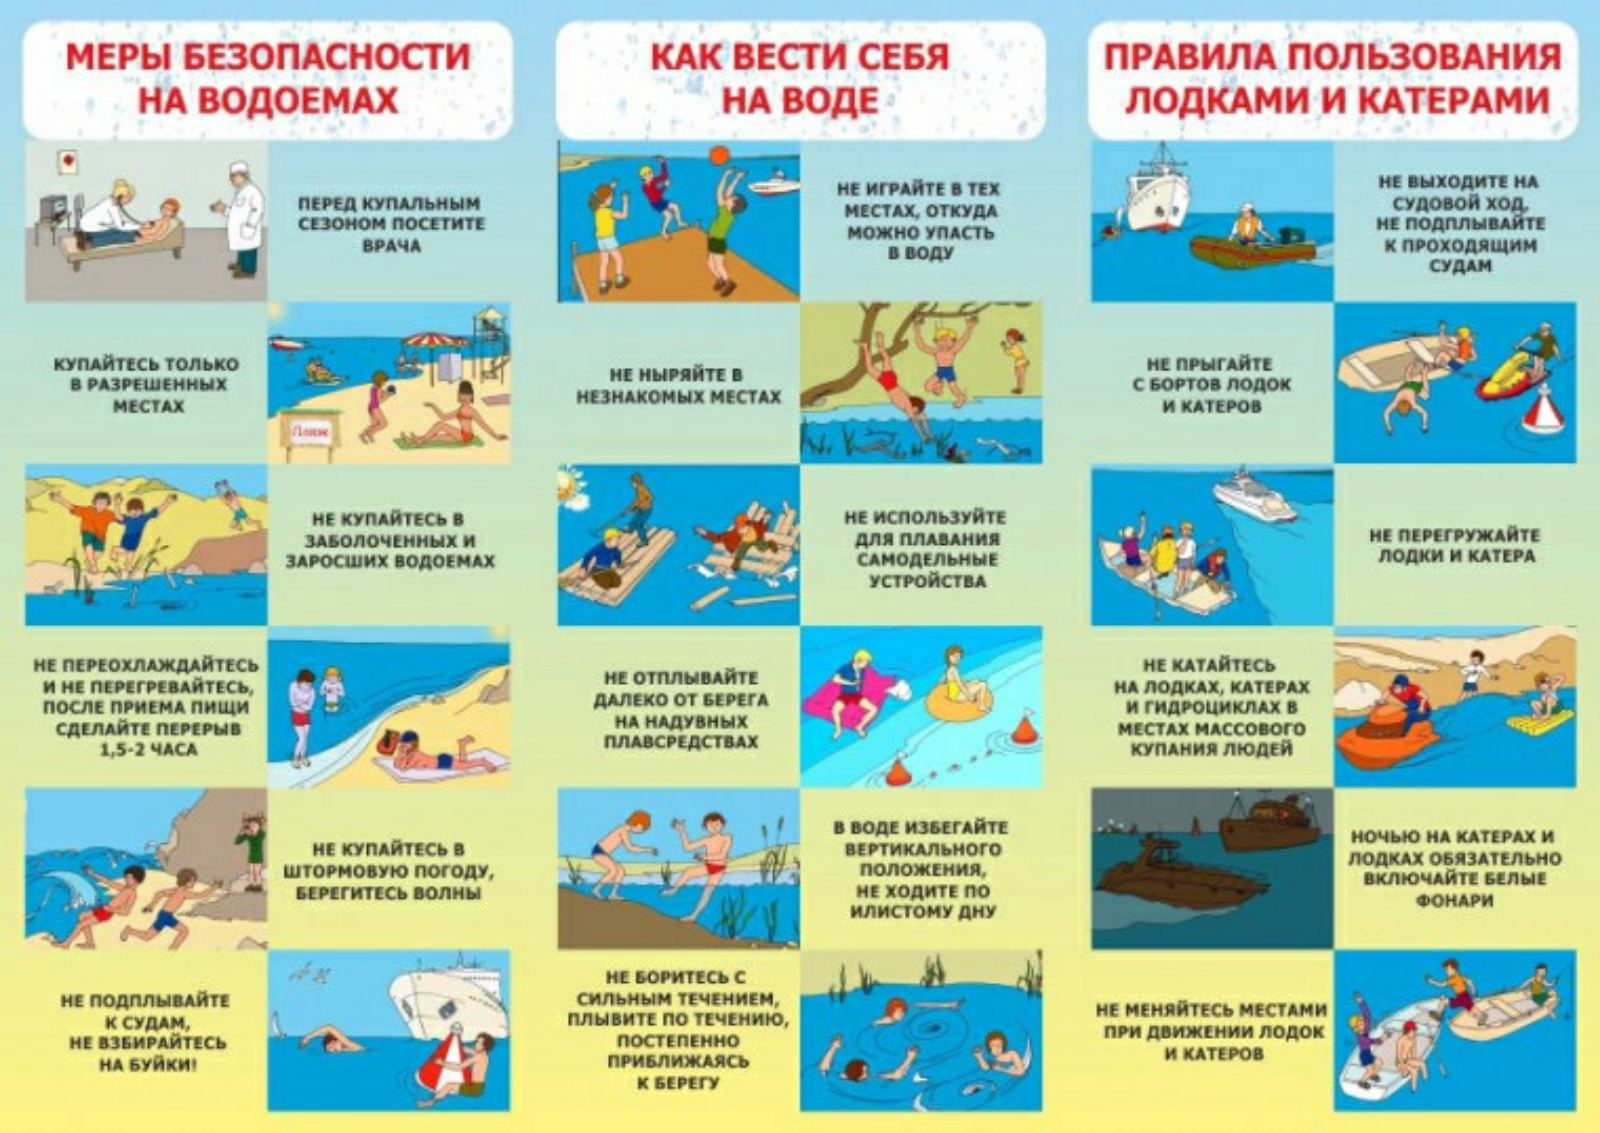 МЕРЫ БЕЗОПАСНОСТИ
НА ВОДОЕМАХ
ПЕРЕД КУПАЛЬНЫМ
СЕЗОНОМ ПОСЕТИТЕ
ВРАЧА
КУПАЙТЕСЬ ТОЛЬКО
В РАЗРЕШЕННЫХ
МЕСТАХ
Пляж
НЕ КУПАЙТЕСЬ В
ЗАБОЛОЧЕННЫХ И
ЗАРОСШИХ ВОДОЕМАХ
НЕ ПЕРЕОХЛАЖДАЙТЕСЬ
И НЕ ПЕРЕГРЕВАЙТЕСЬ,
ПОСЛЕ ПРИЕМА ПИЩИ
СДЕЛАЙТЕ ПЕРЕРЫВ
1,5-2 ЧАСА
НЕ КУПАЙТЕСЬ В
ШТОРМОВУЮ ПОГОДУ,
БЕРЕГИТЕСЬ ВОЛНЫ
НЕ ПОДПЛЫВАЙТЕ
К СУДАМ,
НЕ ВЗБИРАЙТЕСЬ
НА БУЙКИ!
КАК ВЕСТИ СЕБЯ
НА ВОДЕ
НЕ ИГРАЙТЕ В ТЕХ
МЕСТАХ, ОТКУДА
МОЖНО УПАСТЬ
В ВОДУ
НЕ НЫРЯЙТЕ В
НЕЗНАКОМЫХ МЕСТАХ
НЕ ИСПОЛЬЗУЙТЕ
ДЛЯ ПЛАВАНИЯ
САМОДЕЛЬНЫЕ
УСТРОЙСТВА
НЕ ОТПЛЫВАЙТЕ
ДАЛЕКО ОТ БЕРЕГА
НА НАДУВНЫХ
ПЛАВСРЕДСТВАХ
В ВОДЕ ИЗБЕГАЙТЕ
ВЕРТИКАЛЬНОГО
ПОЛОЖЕНИЯ,
НЕ ХОДИТЕ ПО
ИЛИСТОМУ ДНУ
НЕ БОРИТЕСЬ С
СИЛЬНЫМ ТЕЧЕНИЕМ,
ПЛЫВИТЕ ПО ТЕЧЕНИЮ,
ПОСТЕПЕННО
ПРИБЛИЖАЯСЬ
К БЕРЕГУ
ПРАВИЛА ПОЛЬЗОВАНИЯ
ЛОДКАМИ И КАТЕРАМИ
НЕ ВЫХОДИТЕ НА
СУДОВОЙ ХОД,
НЕ ПОДПЛЫВАЙТЕ
К ПРОХОДЯЩИМ
СУДАМ
НЕ ПРЫГАЙТЕ
С БОРТОВ ЛОДОК
И КАТЕРОВ
НЕ ПЕРЕГРУЖАЙТЕ
ЛОДКИ И КАТЕРА
НЕ КАТАЙТЕСЬ
НА ЛОДКАХ, КАТЕРАХ
И ГИДРОЦИКЛАХ В
МЕСТАХ МАССОВОГО
КУПАНИЯ ЛЮДЕЙ
НОЧЬЮ НА КАТЕРАХ И
ЛОДКАХ ОБЯЗАТЕЛЬНО
ВКЛЮЧАЙТЕ БЕЛЫЕ
ФОНАРИ
НЕ МЕНЯЙТЕСЬ МЕСТАМИ
ПРИ ДВИЖЕНИИ ЛОДОК
И КАТЕРОВ